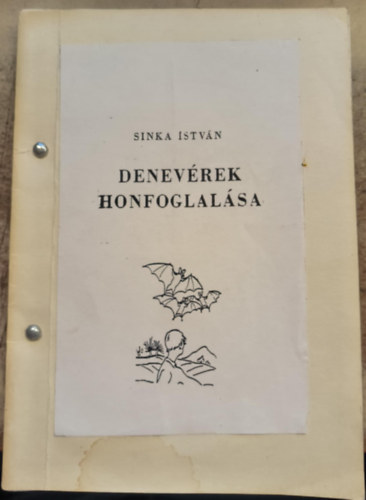 SINKA ISTVÁN
DENEVÉREK
HONFOGLALÁSA